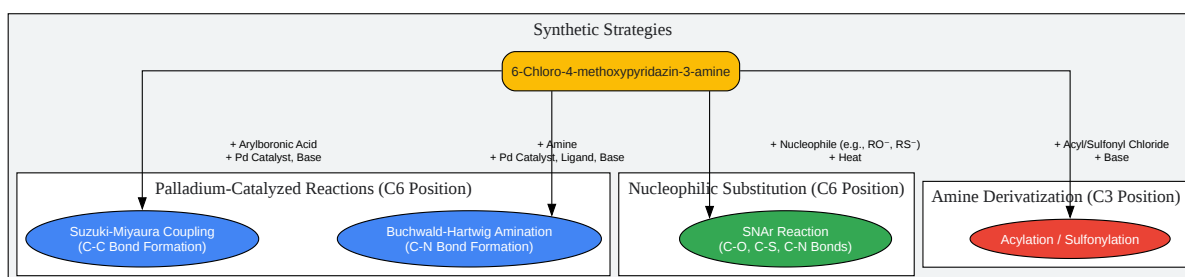 Synthetic Strategies
6-Chloro-4-methoxypyridazin-3-amine
+ Arylboronic Acid
+ Pd Catalyst, Base
+ Amine
+ Pd Catalyst, Ligand, Base
+ Nucleophile (e.g., RO⁻, RS⁻)
+ Heat
+ Acyl/Sulfonyl Chloride
+ Base
Palladium-Catalyzed Reactions (C6 Position)
Nucleophilic Substitution (C6 Position)
Amine Derivatization (C3 Position)
Suzuki-Miyaura Coupling
(C-C Bond Formation)
Buchwald-Hartwig Amination
(C-N Bond Formation)
SNAr Reaction
(C-O, C-S, C-N Bonds)
Acylation / Sulfonylation